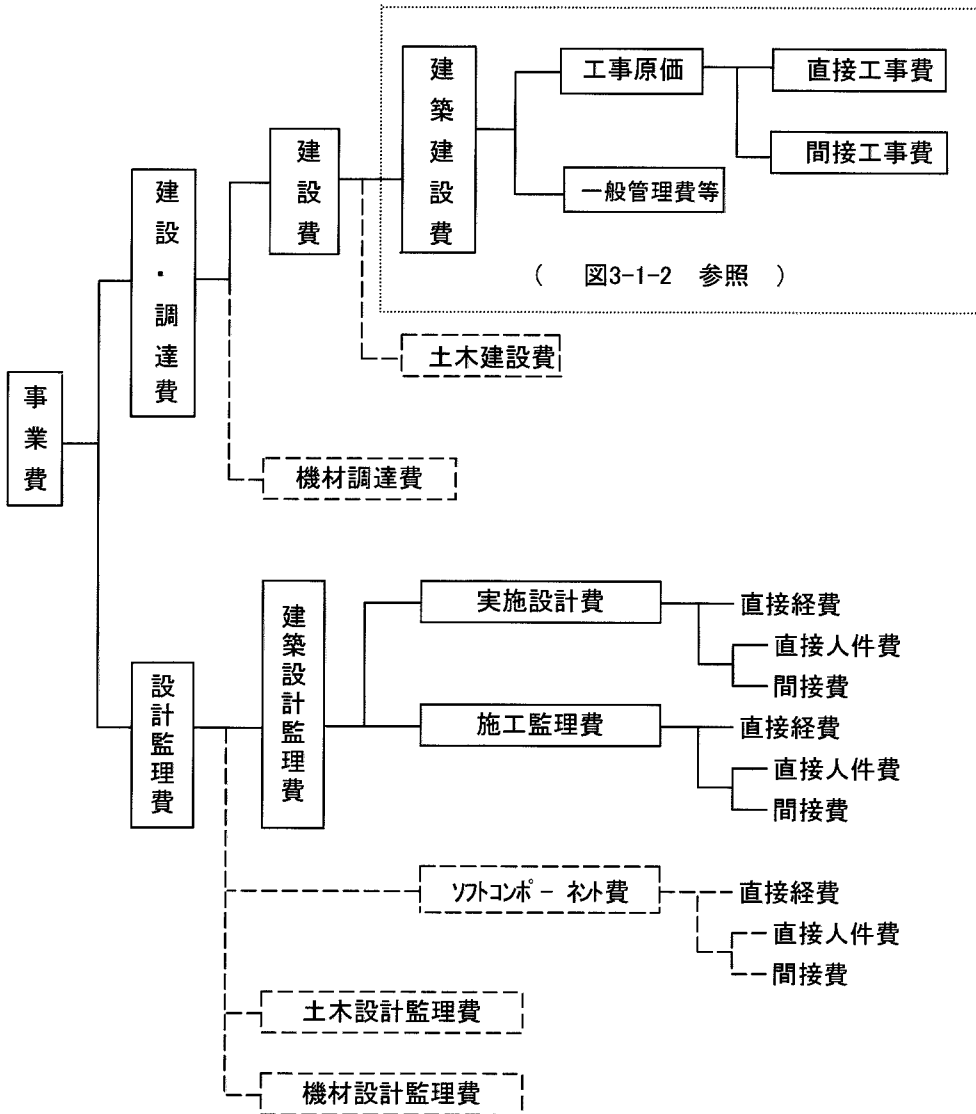 事業費
建設・調達費
建設費
建築建設費
工事原価
直接工事費
間接工事費
一般管理費等
( 図3-1-2 参照 )
土木建設費
機材調達費
設計監理費
建築設計監理費
実施設計費
直接経費
直接人件費
間接費
施工監理費
直接経費
直接人件費
間接費
ソフトコンポーネント費
直接経費
直接人件費
間接費
土木設計監理費
機材設計監理費